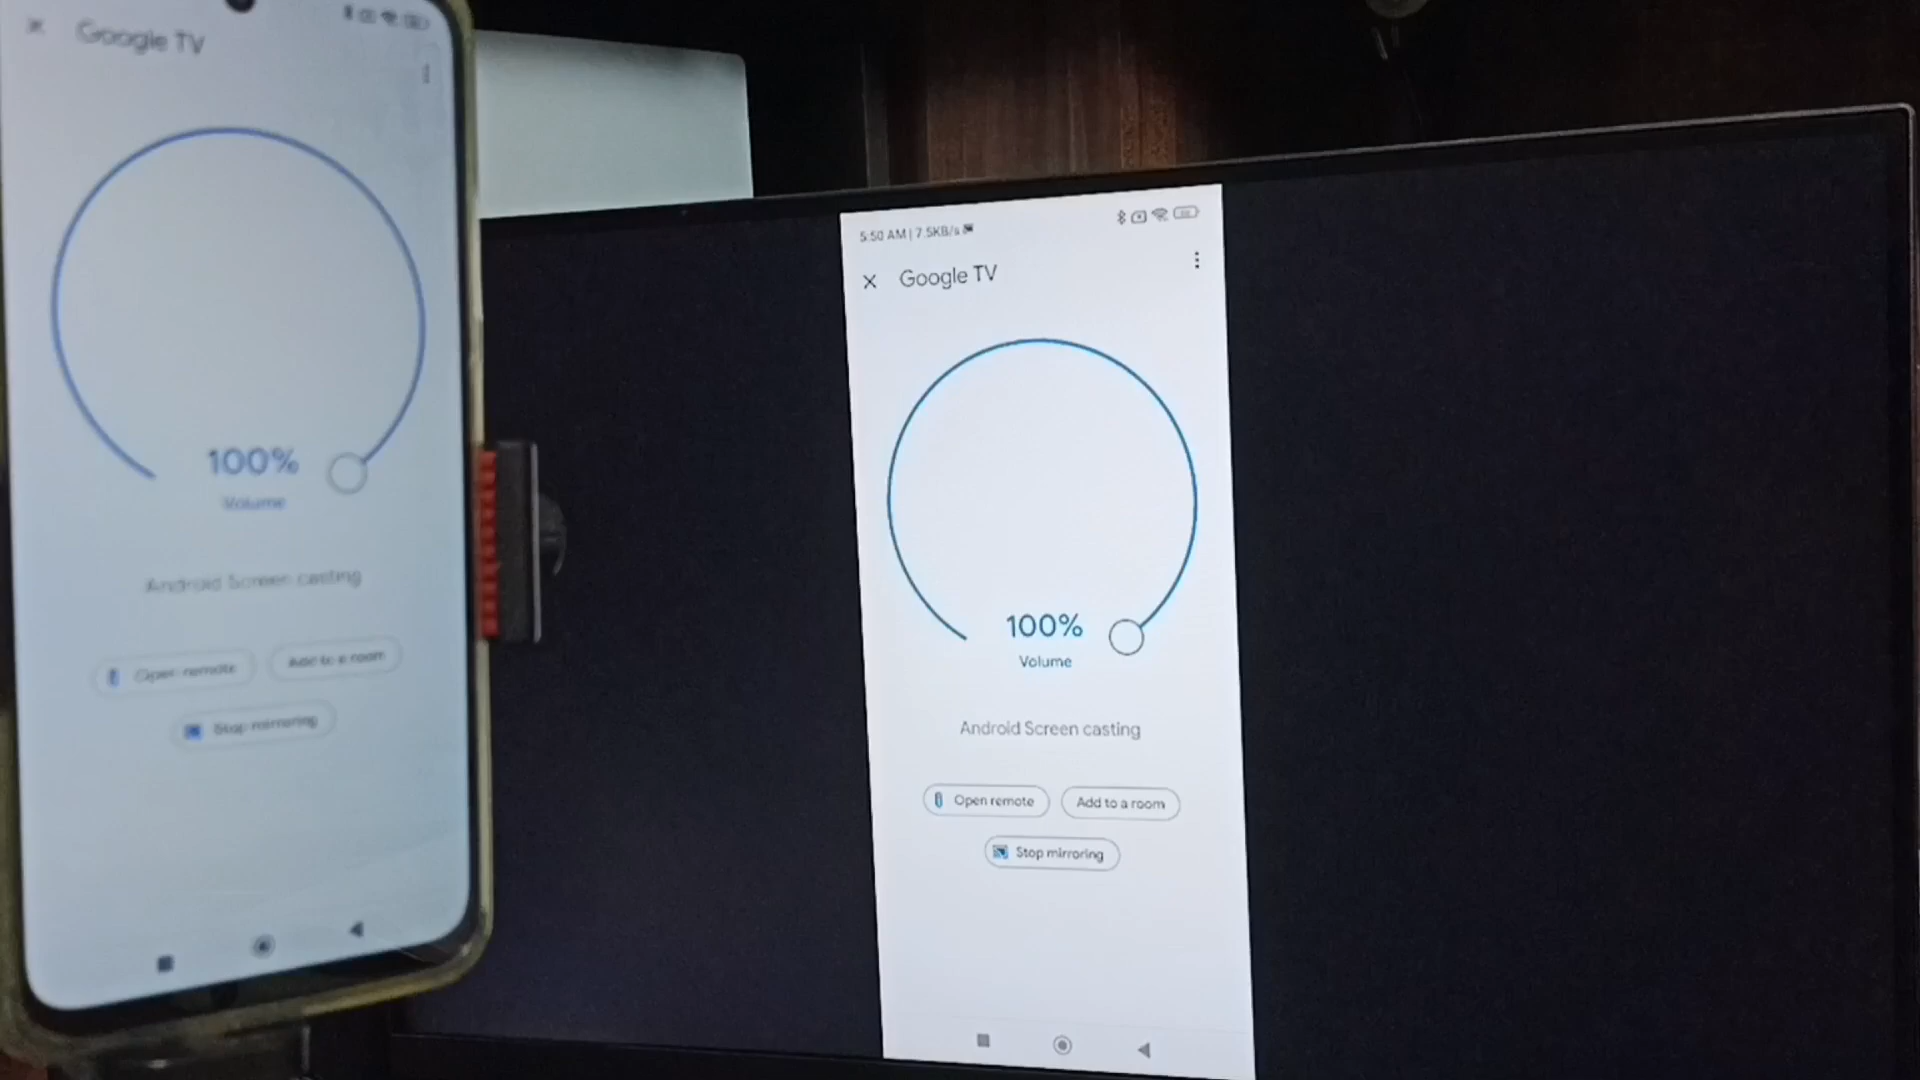 Google TV
100%
Volume
Android Screen casting
Open remote
Add to a room
Stop mirroring
5:50 AM | 7.5KB/s
Google TV
100%
Volume
Android Screen casting
Open remote
Add to a room
Stop mirroring